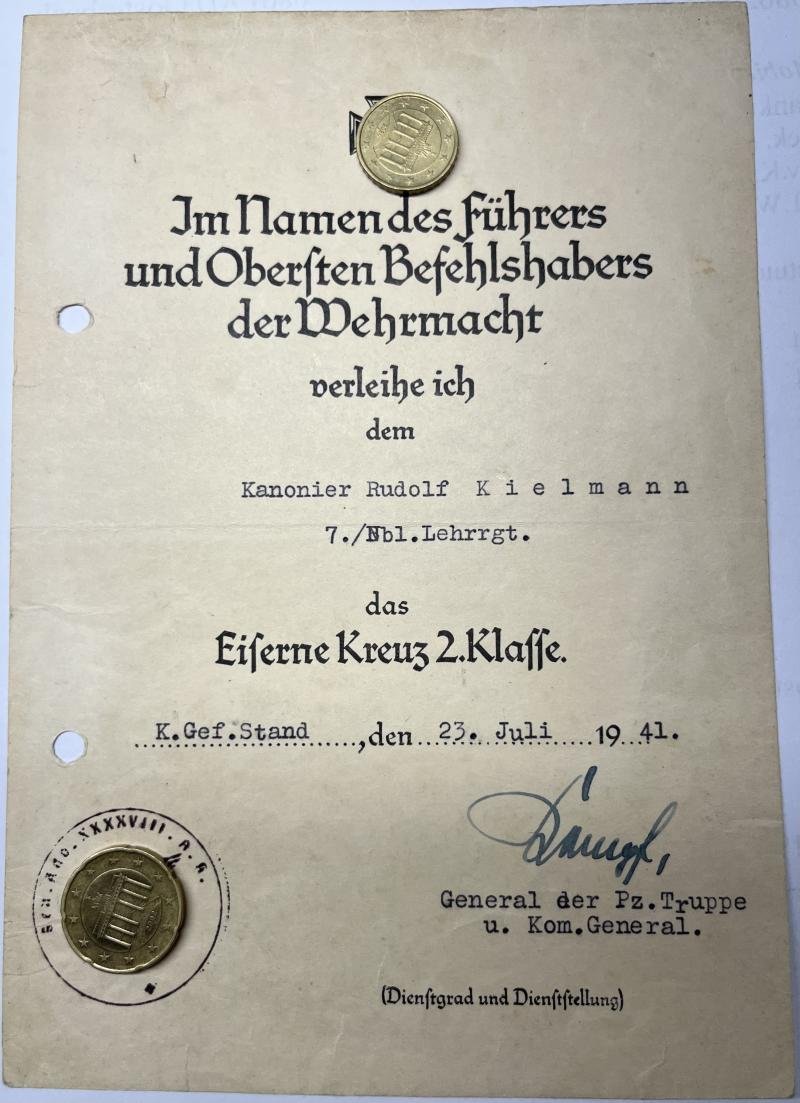 Im Namen des Führers
und Obersten Befehlshabers
der Wehrmacht
verleihe ich
dem
Kanonier Rudolf K i e l m a n n
7./Nbl.Lehrrgt.
das
Eiserne Kreuz 2.Klasse.
K.Gef.Stand, den 23. Juli 1941.
General der Pz.Truppe
u. Kom.General.
(Dienstgrad und Dienststellung)
XXXXVIII. A. K.